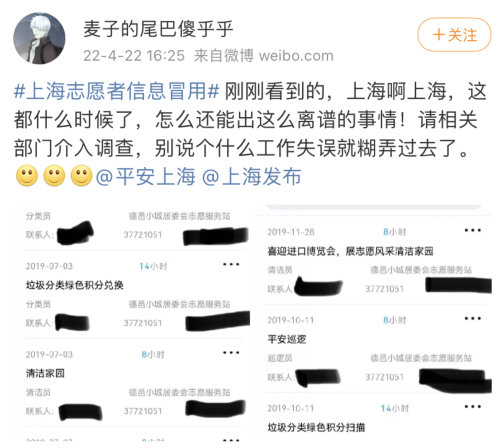 麦子的尾巴傻乎乎
+关注
22-4-22 16:25 来自微博 weibo.com
#上海志愿者信息冒用# 刚刚看到的，上海啊上海，这
都什么时候了，怎么还能出这么离谱的事情！请相关
部门介入调查，别说个什么工作失误就糊弄过去了。
@平安上海 @上海发布
分类员 德邑小城居委会志愿服务站
联系人: 37721051
2019-07-03 14小时
垃圾分类绿色积分兑换
分类员 德邑小城居委会志愿服务站
联系人: 37721051
2019-07-03 8小时
清洁家园
清洁员 德邑小城居委会志愿服务站
联系人: 37721051
2019-11-28 8小时
喜迎进口博览会，展志愿风采清洁家园
清洁员 德邑小城居委会志愿服务站
联系人 37721051
2019-10-11 8小时
平安巡逻
巡逻员 德邑小城居委会志愿服务站
联系人: 37721051
2019-10-11 14小时
垃圾分类绿色积分扫描